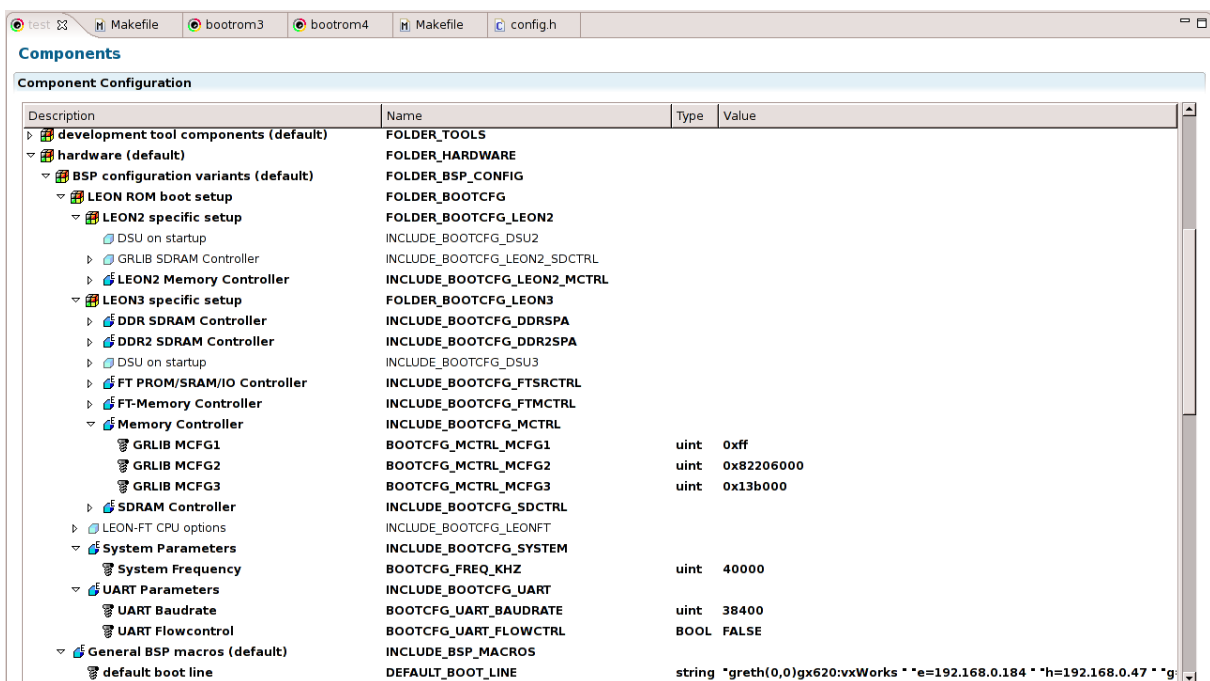 test Makefile bootrom3 bootrom4 Makefile config.h
Components
Component Configuration
Description Name Type Value
development tool components (default) FOLDER_TOOLS
hardware (default) FOLDER_HARDWARE
BSP configuration variants (default) FOLDER_BSP_CONFIG
LEON ROM boot setup FOLDER_BOOTCFG
LEON2 specific setup FOLDER_BOOTCFG_LEON2
DSU on startup INCLUDE_BOOTCFG_DSU2
GRLIB SDRAM Controller INCLUDE_BOOTCFG_LEON2_SDCTRL
LEON2 Memory Controller INCLUDE_BOOTCFG_LEON2_MCTRL
LEON3 specific setup FOLDER_BOOTCFG_LEON3
DDR SDRAM Controller INCLUDE_BOOTCFG_DDRSPA
DDR2 SDRAM Controller INCLUDE_BOOTCFG_DDR2SPA
DSU on startup INCLUDE_BOOTCFG_DSU3
FT PROM/SRAM/IO Controller INCLUDE_BOOTCFG_FTSRCTRL
FT-Memory Controller INCLUDE_BOOTCFG_FTMCTRL
Memory Controller INCLUDE_BOOTCFG_MCTRL
GRLIB MCFG1 BOOTCFG_MCTRL_MCFG1 uint 0xff
GRLIB MCFG2 BOOTCFG_MCTRL_MCFG2 uint 0x82206000
GRLIB MCFG3 BOOTCFG_MCTRL_MCFG3 uint 0x13b000
SDRAM Controller INCLUDE_BOOTCFG_SDCTRL
LEON-FT CPU options INCLUDE_BOOTCFG_LEONFT
System Parameters INCLUDE_BOOTCFG_SYSTEM
System Frequency BOOTCFG_FREQ_KHZ uint 40000
UART Parameters INCLUDE_BOOTCFG_UART
UART Baudrate BOOTCFG_UART_BAUDRATE uint 38400
UART Flowcontrol BOOTCFG_UART_FLOWCTRL BOOL FALSE
General BSP macros (default) INCLUDE_BSP_MACROS
default boot line DEFAULT_BOOT_LINE string "greth(0,0)gx620:vxWorks " "e=192.168.0.184 " "h=192.168.0.47 " "g=